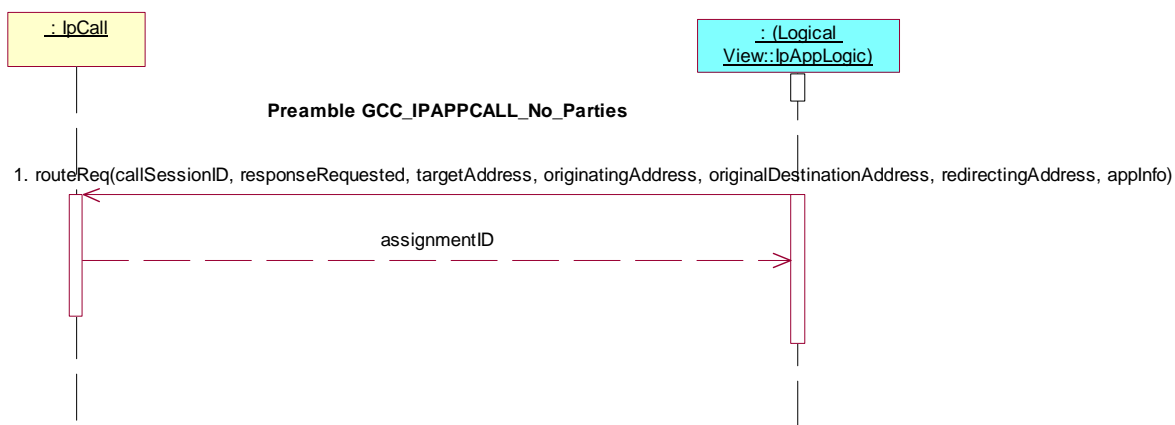 : IpCall
: (Logical
View::IpAppLogic)
Preamble GCC_IPAPPCALL_No_Parties
1. routeReq(callSessionID, responseRequested, targetAddress, originatingAddress, originalDestinationAddress, redirectingAddress, appInfo)
assignmentID